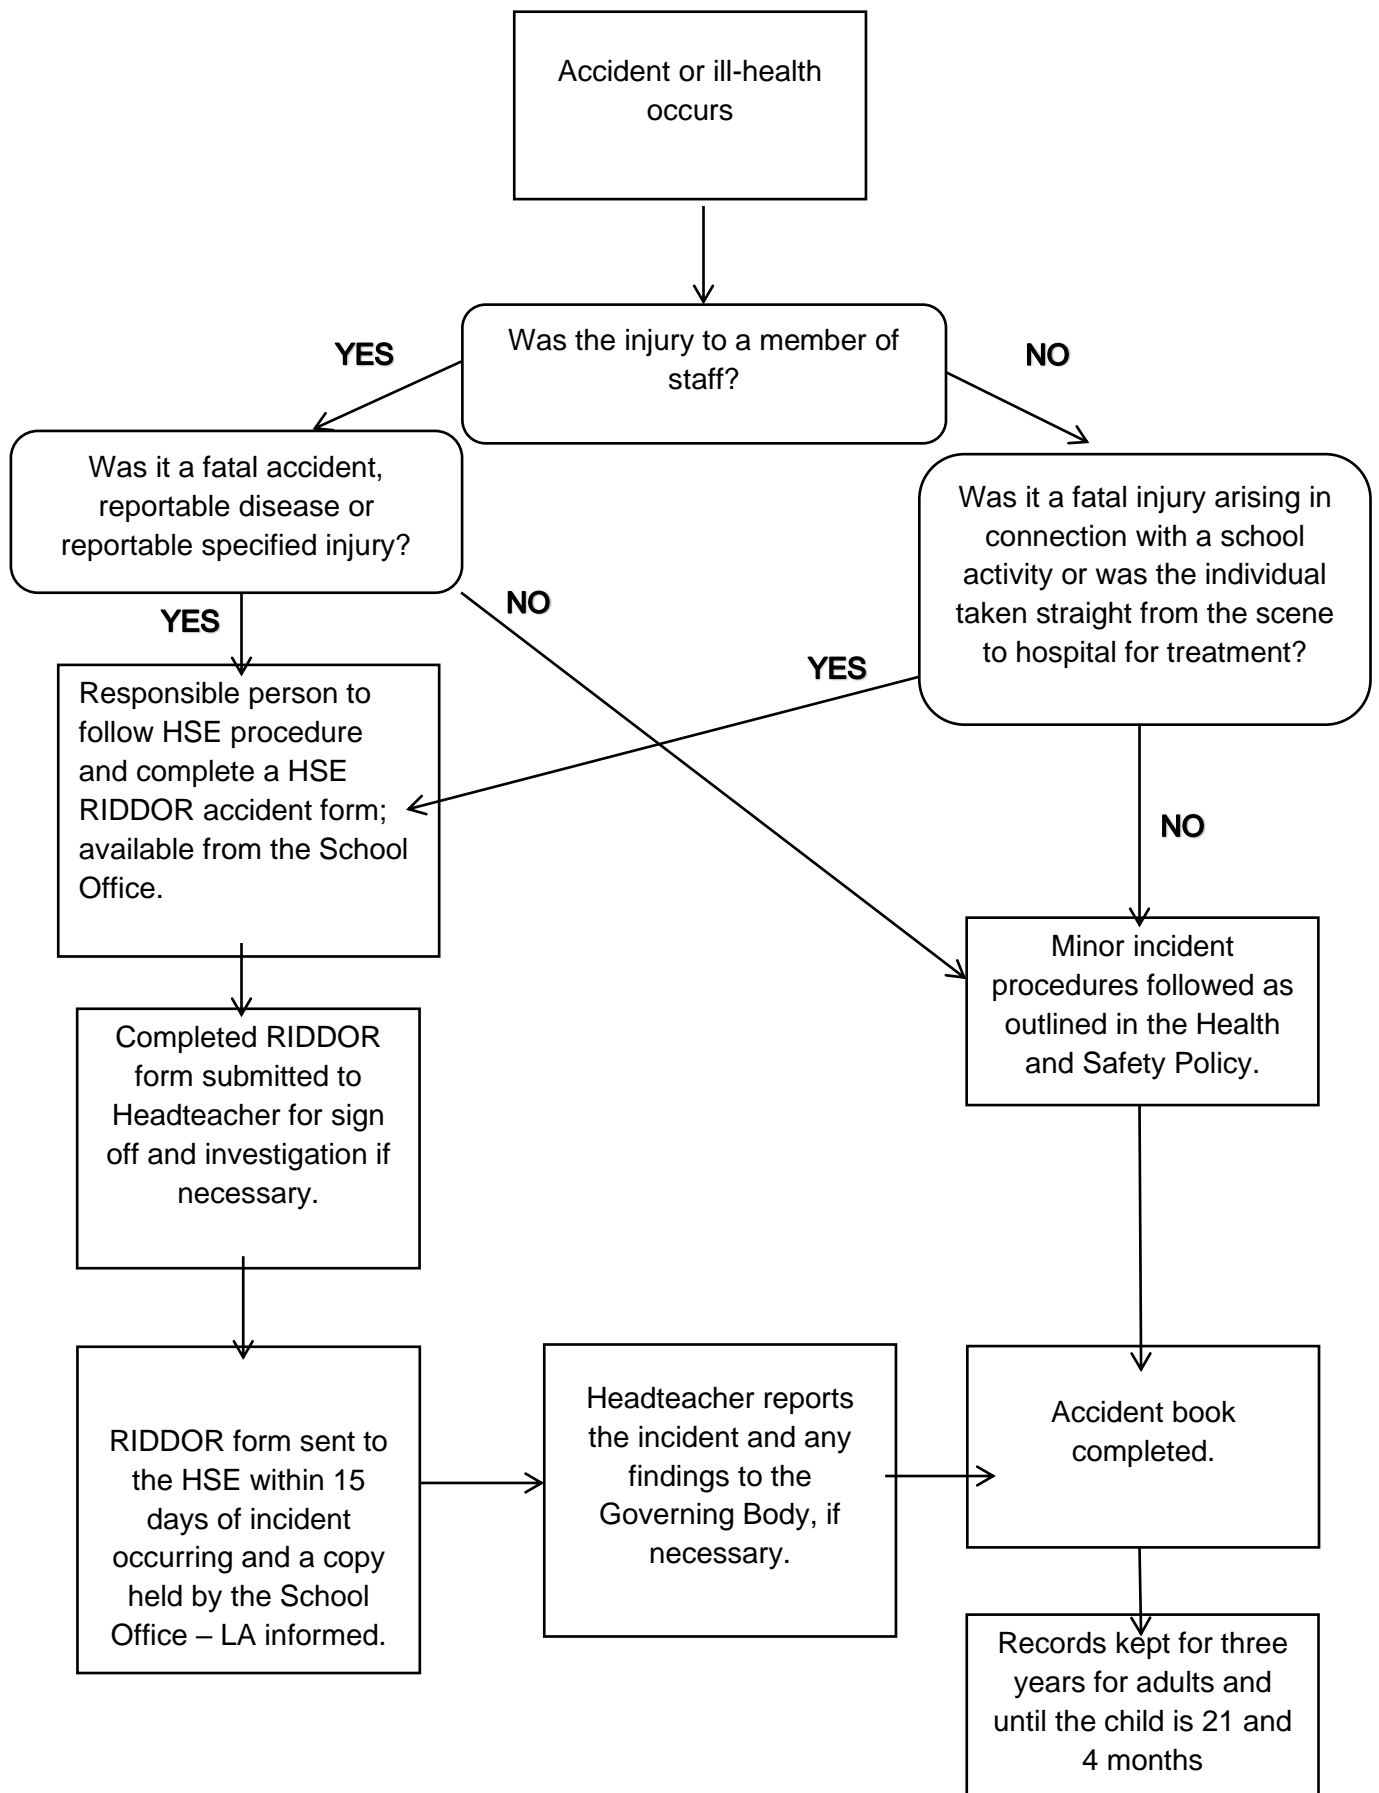 Accident or ill-health
occurs
YES
Was the injury to a member of
staff?
NO
Was it a fatal accident,
reportable disease or
reportable specified injury?
Was it a fatal injury arising in
connection with a school
activity or was the individual
taken straight from the scene
to hospital for treatment?
YES
NO
YES
Responsible person to
follow HSE procedure
and complete a HSE
RIDDOR accident form;
available from the School
Office.
NO
Minor incident
procedures followed as
outlined in the Health
and Safety Policy.
Completed RIDDOR
form submitted to
Headteacher for sign
off and investigation if
necessary.
RIDDOR form sent to
the HSE within 15
days of incident
occurring and a copy
held by the School
Office – LA informed.
Headteacher reports
the incident and any
findings to the
Governing Body, if
necessary.
Accident book
completed.
Records kept for three
years for adults and
until the child is 21 and
4 months